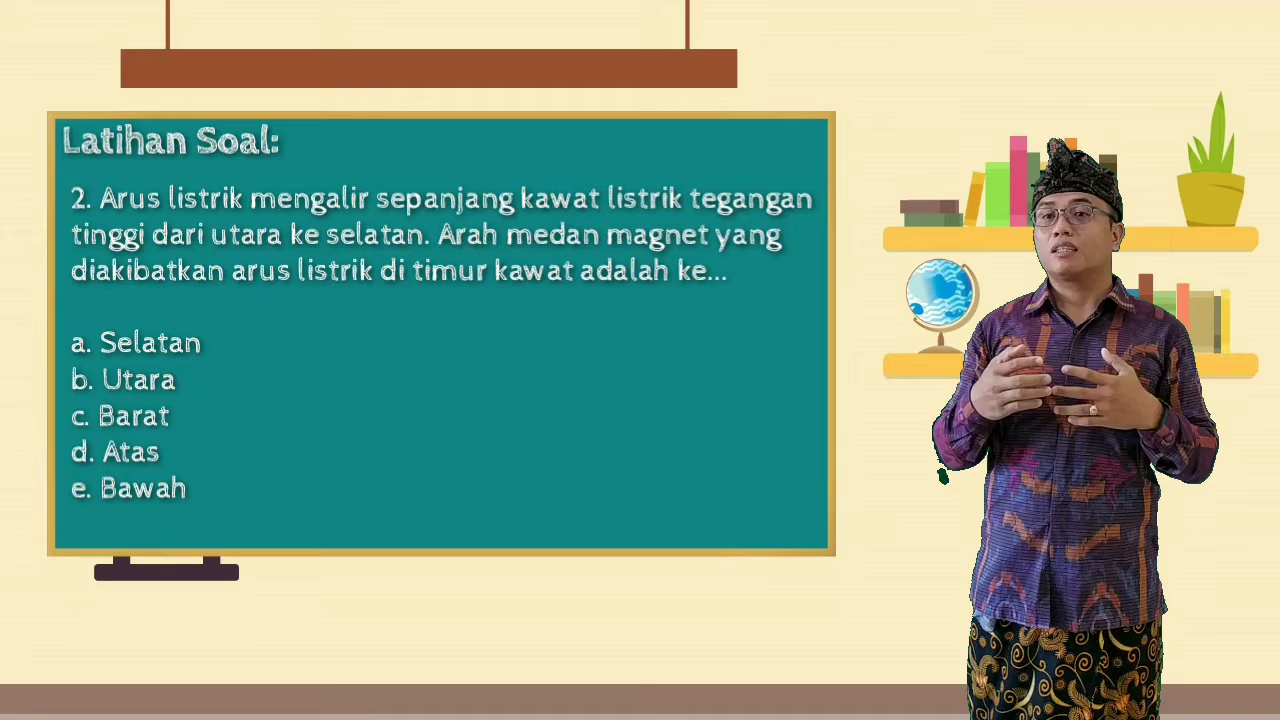 Latihan Soal:
2. Arus listrik mengalir sepanjang kawat listrik tegangan
tinggi dari utara ke selatan. Arah medan magnet yang
diakibatkan arus listrik di timur kawat adalah ke...
a. Selatan
b. Utara
c. Barat
d. Atas
e. Bawah